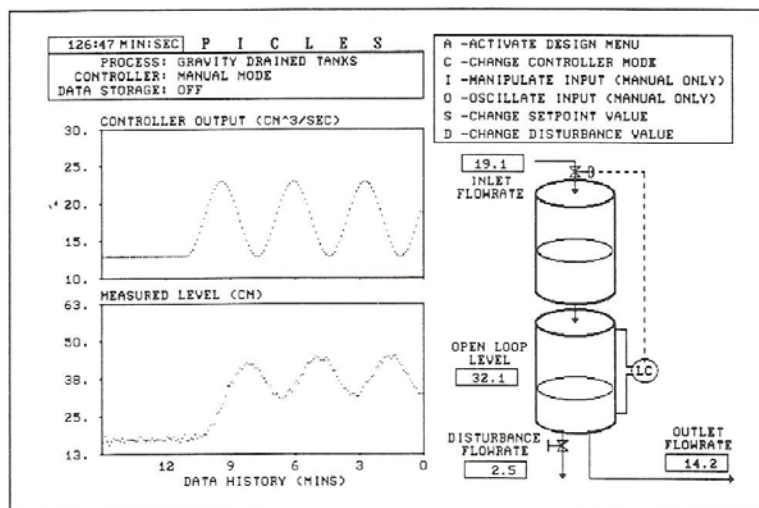 126:47 MIN:SEC P I C L E S
PROCESS: GRAVITY DRAINED TANKS
CONTROLLER: MANUAL MODE
DATA STORAGE: OFF
A -ACTIVATE DESIGN MENU
C -CHANGE CONTROLLER MODE
I -MANIPULATE INPUT (MANUAL ONLY)
O -OSCILLATE INPUT (MANUAL ONLY)
S -CHANGE SETPOINT VALUE
D -CHANGE DISTURBANCE VALUE
CONTROLLER OUTPUT (CM^3/SEC)
30.
25.
20.
15.
10.
MEASURED LEVEL (CM)
63.
50.
38.
25.
13.
12 9 6 3 0
DATA HISTORY (MINS)
19.1
INLET
FLOWRATE
OPEN LOOP
LEVEL
32.1
LC
DISTURBANCE
FLOWRATE
2.5
OUTLET
FLOWRATE
14.2